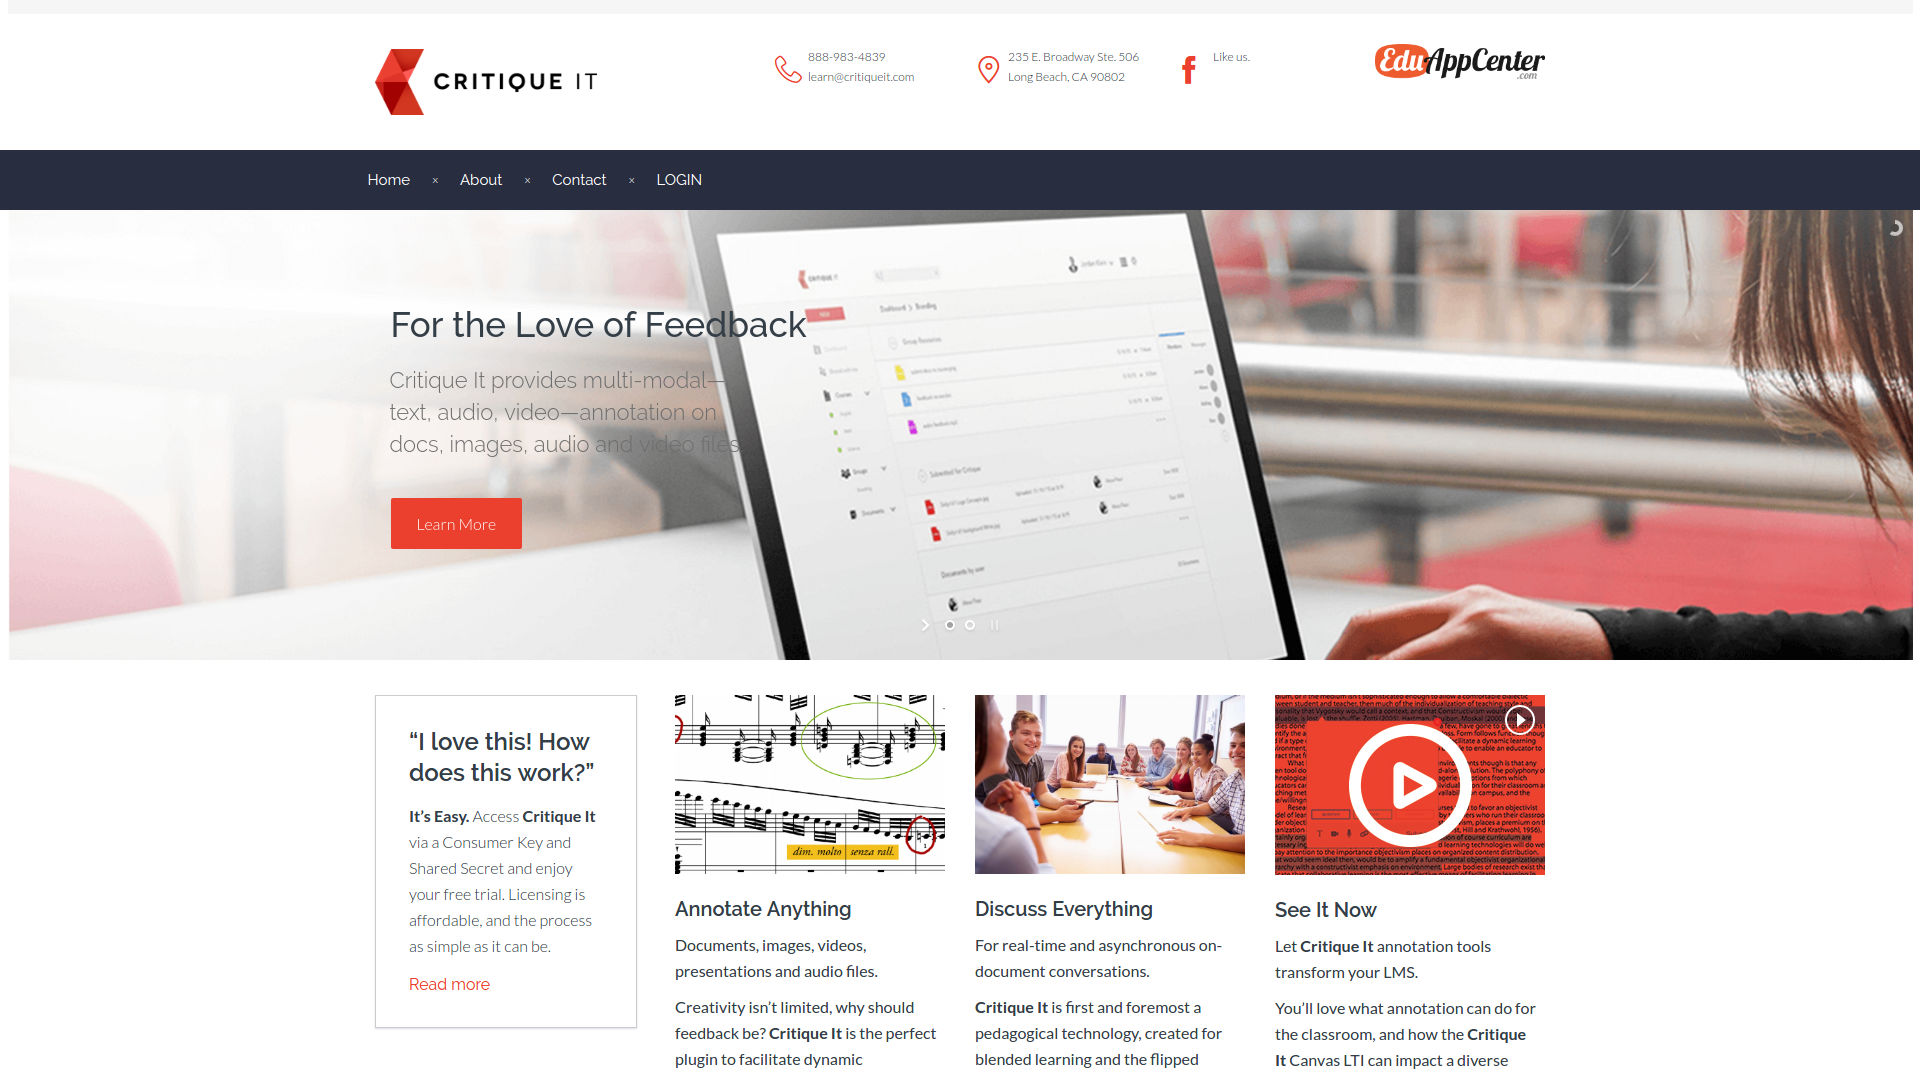 CRITIQUE IT
888-983-4839
learn@critiqueit.com
235 E. Broadway Ste. 506
Long Beach, CA 90802
Like us.
EduAppCenter
.com
Home × About × Contact × LOGIN
For the Love of Feedback
Critique It provides multi-modal—
text, audio, video—annotation on
docs, images, audio and video files.
Learn More
“I love this! How
does this work?”
It’s Easy. Access Critique It
via a Consumer Key and
Shared Secret and enjoy
your free trial. Licensing is
affordable, and the process
as simple as it can be.
Read more
dim. molto senza rall.
Annotate Anything
Documents, images, videos,
presentations and audio files.
Creativity isn’t limited, why should
feedback be? Critique It is the perfect
plugin to facilitate dynamic
Discuss Everything
For real-time and asynchronous on-
document conversations.
Critique It is first and foremost a
pedagogical technology, created for
blended learning and the flipped
See It Now
Let Critique It annotation tools
transform your LMS.
You’ll love what annotation can do for
the classroom, and how the Critique
It Canvas LTI can impact a diverse